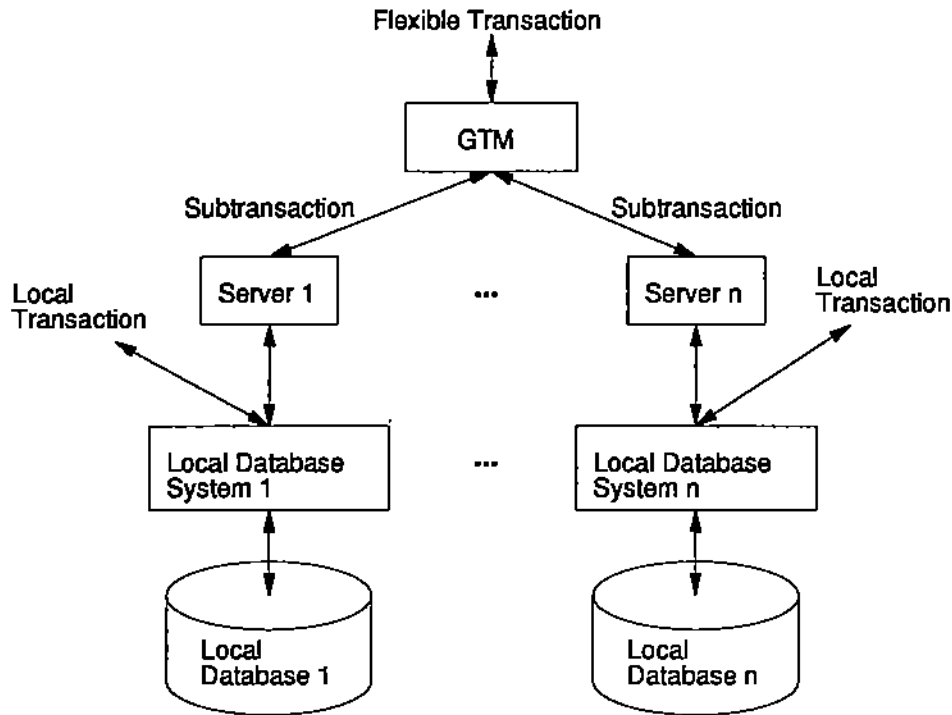 Flexible Transaction
GTM
Subtransaction
Subtransaction
Server 1
...
Server n
Local
Transaction
Local
Transaction
Local Database
System 1
...
Local Database
System n
Local
Database 1
Local
Database n